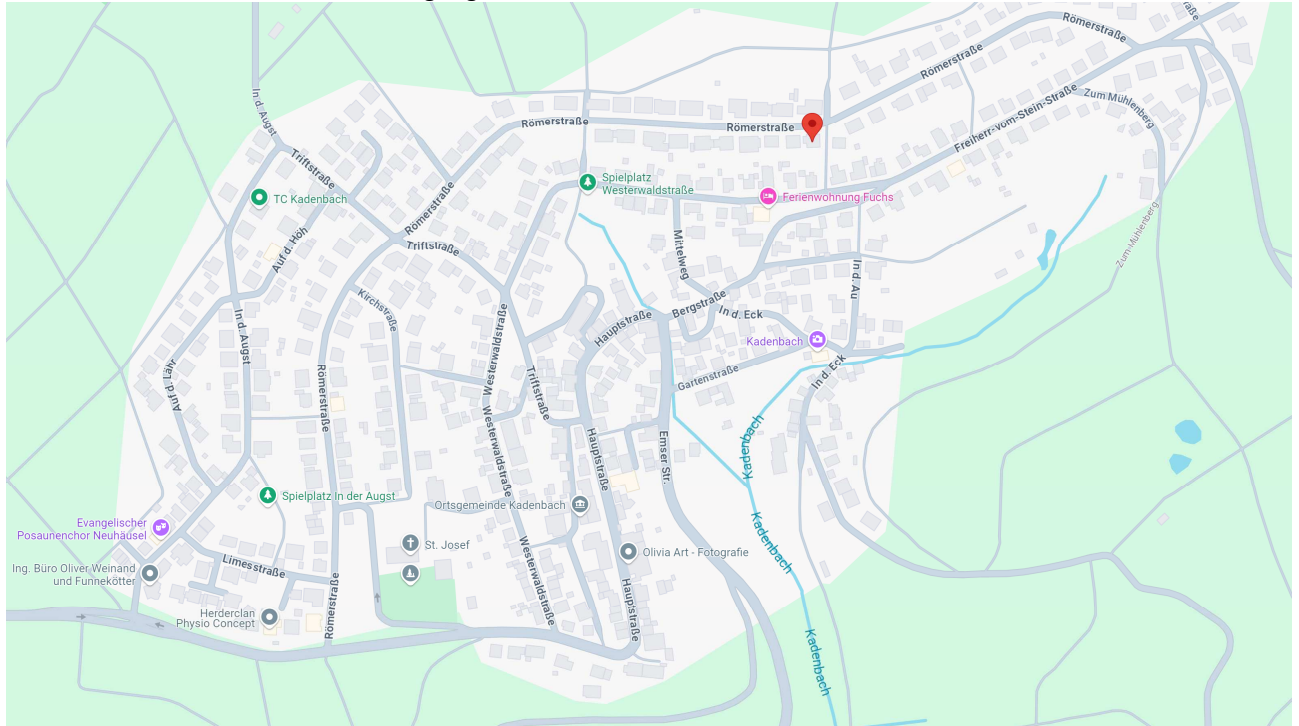 Römerstraße
Römerstraße
Zum Mühlenberg
In d. Augst
Römerstraße
Römerstraße
Freiherr-vom-Stein-Straße
Triftstraße
Spielplatz
Westerwaldstraße
TC Kadenbach
Ferienwohnung Fuchs
Römerstraße
Auf d. Höh
Triftstraße
Mittelweg
Zum-Mühlenberg
In d. Au
Kirchstraße
Hauptstraße
Bergstraße
In d. Eck
In d. Augst
Westerwaldstraße
Kadenbach
Auf d. Lähr
Römerstraße
Triftstraße
Gartenstraße
In d. Eck
Westerwaldstraße
Hauptstraße
Emser Str.
Kadenbach
Spielplatz In der Augst
Ortsgemeinde Kadenbach
Evangelischer
Posaunenchor Neuhäusel
St. Josef
Westerwaldstraße
Olivia Art - Fotografie
Kadenbach
Ing. Büro Oliver Weinand
und Funnekötter
Limesstraße
Herderclan
Physio Concept
Römerstraße
Hauptstraße
Kadenbach